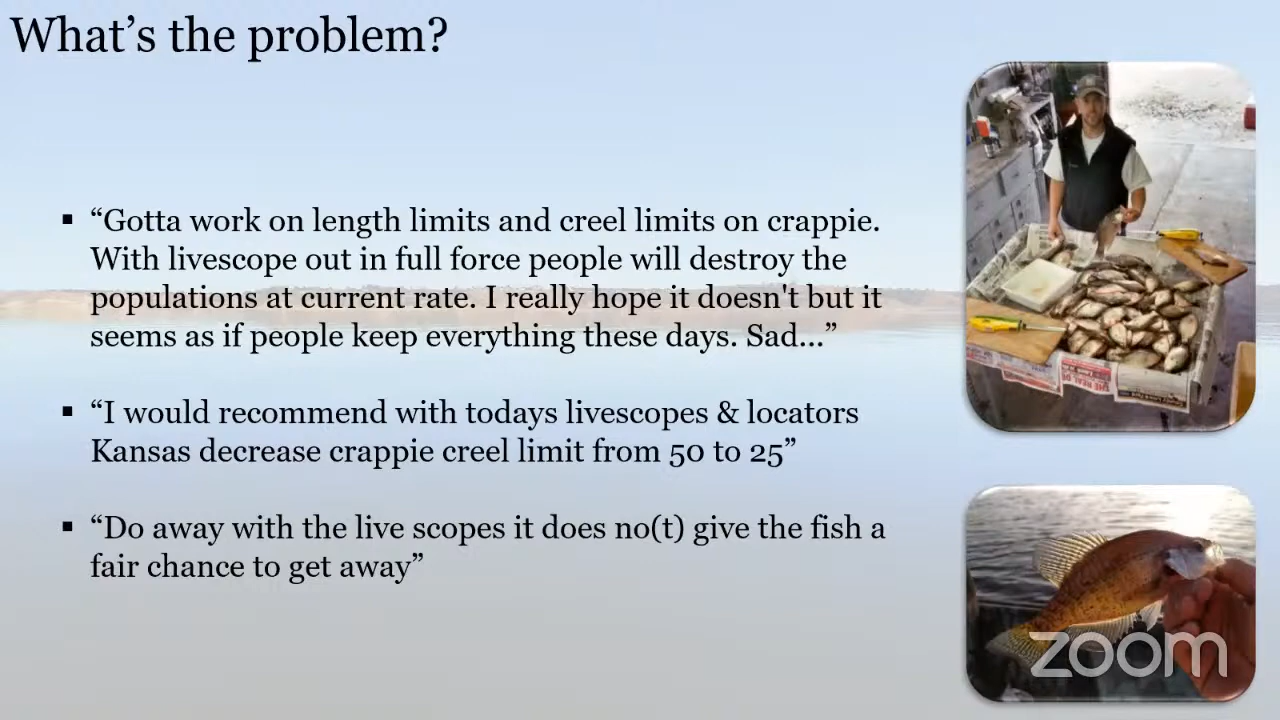 What’s the problem?
▪ “Gotta work on length limits and creel limits on crappie.
With livescope out in full force people will destroy the
populations at current rate. I really hope it doesn't but it
seems as if people keep everything these days. Sad...”
▪ “I would recommend with todays livescopes & locators
Kansas decrease crappie creel limit from 50 to 25”
▪ “Do away with the live scopes it does no(t) give the fish a
fair chance to get away”
zoom